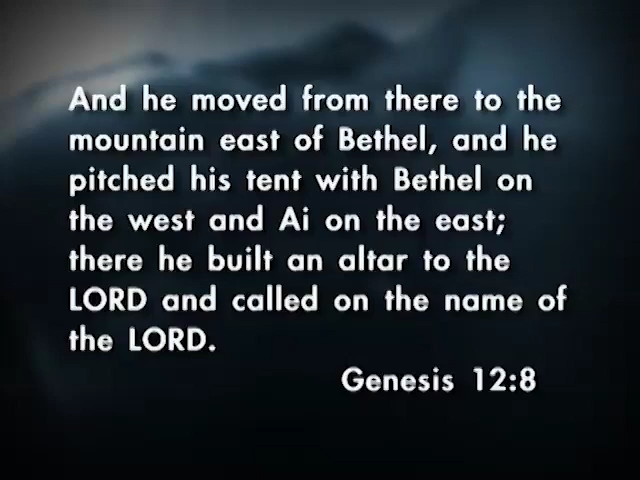 And he moved from there to the
mountain east of Bethel, and he
pitched his tent with Bethel on
the west and Ai on the east;
there he built an altar to the
LORD and called on the name of
the LORD.
Genesis 12:8